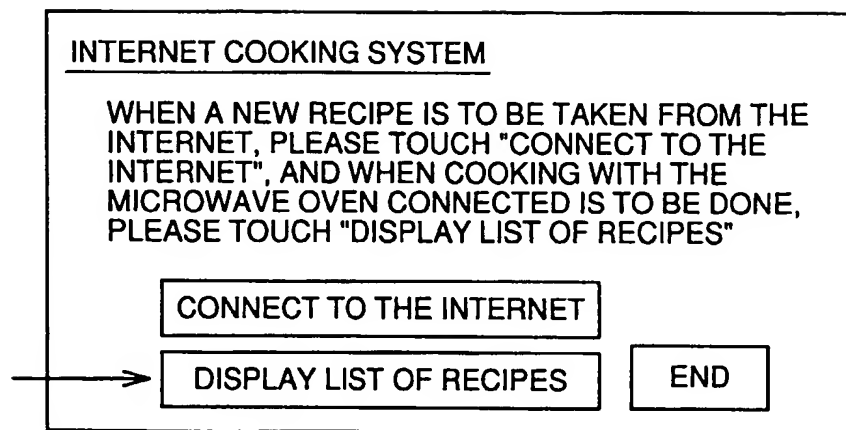 INTERNET COOKING SYSTEM
WHEN A NEW RECIPE IS TO BE TAKEN FROM THE
INTERNET, PLEASE TOUCH "CONNECT TO THE
INTERNET", AND WHEN COOKING WITH THE
MICROWAVE OVEN CONNECTED IS TO BE DONE,
PLEASE TOUCH "DISPLAY LIST OF RECIPES"
CONNECT TO THE INTERNET
DISPLAY LIST OF RECIPES
END